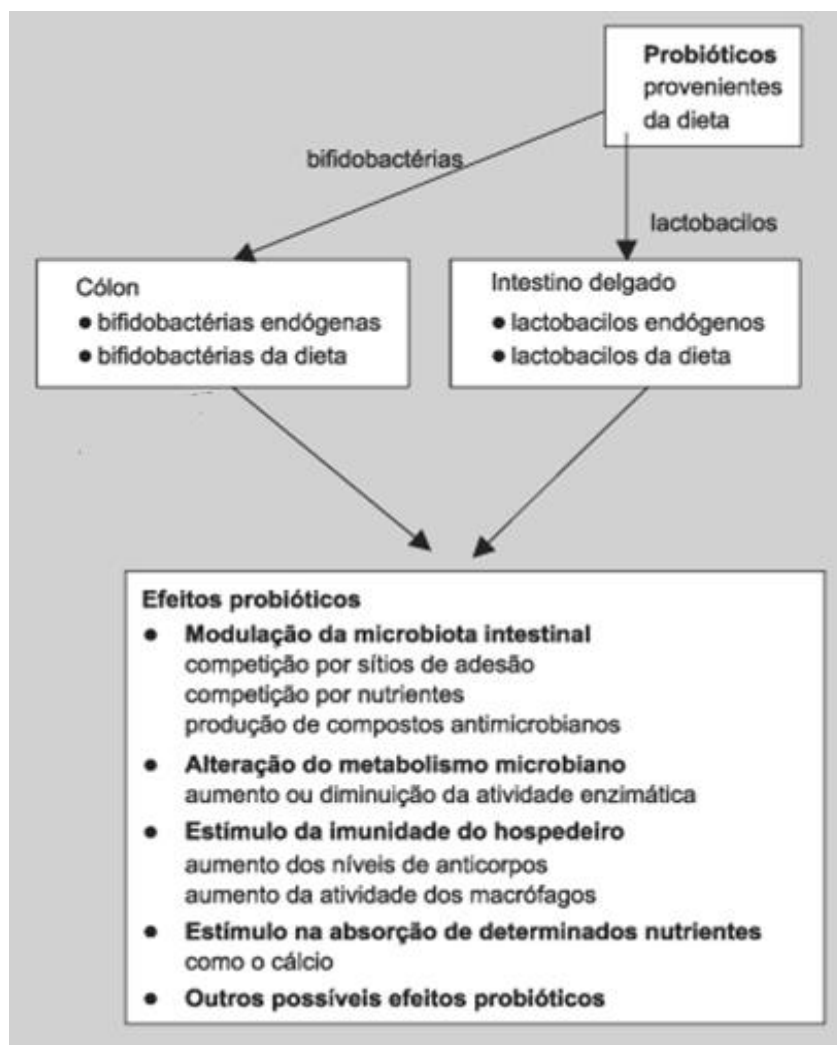 Probióticos
provenientes
da dieta
bifidobactérias
lactobacilos
Cólon
● bifidobactérias endógenas
● bifidobactérias da dieta
Intestino delgado
● lactobacilos endógenos
● lactobacilos da dieta
Efeitos probióticos
● Modulação da microbiota intestinal
competição por sítios de adesão
competição por nutrientes
produção de compostos antimicrobianos
● Alteração do metabolismo microbiano
aumento ou diminuição da atividade enzimática
● Estímulo da imunidade do hospedeiro
aumento dos níveis de anticorpos
aumento da atividade dos macrófagos
● Estímulo na absorção de determinados nutrientes
como o cálcio
● Outros possíveis efeitos probióticos